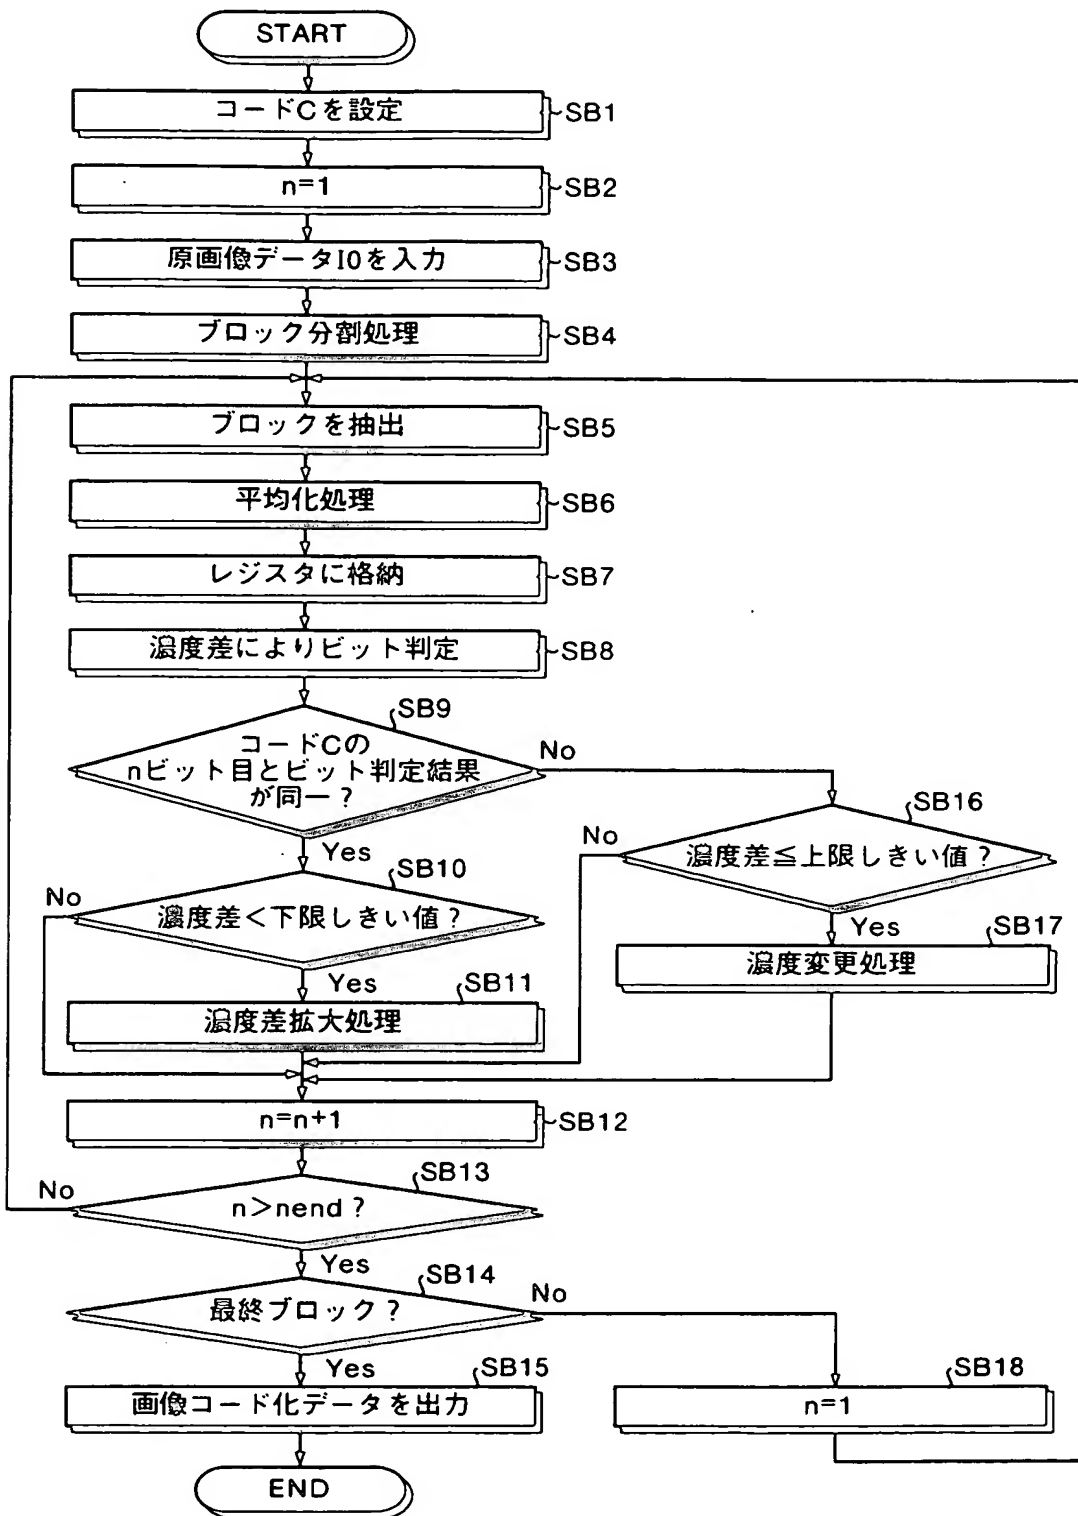 START
コードCを設定
SB1
n=1
SB2
原画像データI0を入力
SB3
ブロック分割処理
SB4
ブロックを抽出
SB5
平均化処理
SB6
レジスタに格納
SB7
濃度差によりビット判定
SB8
SB9
コードCの
nビット目とビット判定結果
が同一？
No
Yes
SB16
濃度差≦上限しきい値？
No
Yes
SB17
濃度変更処理
SB10
濃度差＜下限しきい値？
No
Yes
SB11
濃度差拡大処理
n=n+1
SB12
SB13
n>nend？
No
Yes
SB14
最終ブロック？
No
Yes
SB15
画像コード化データを出力
SB18
n=1
END